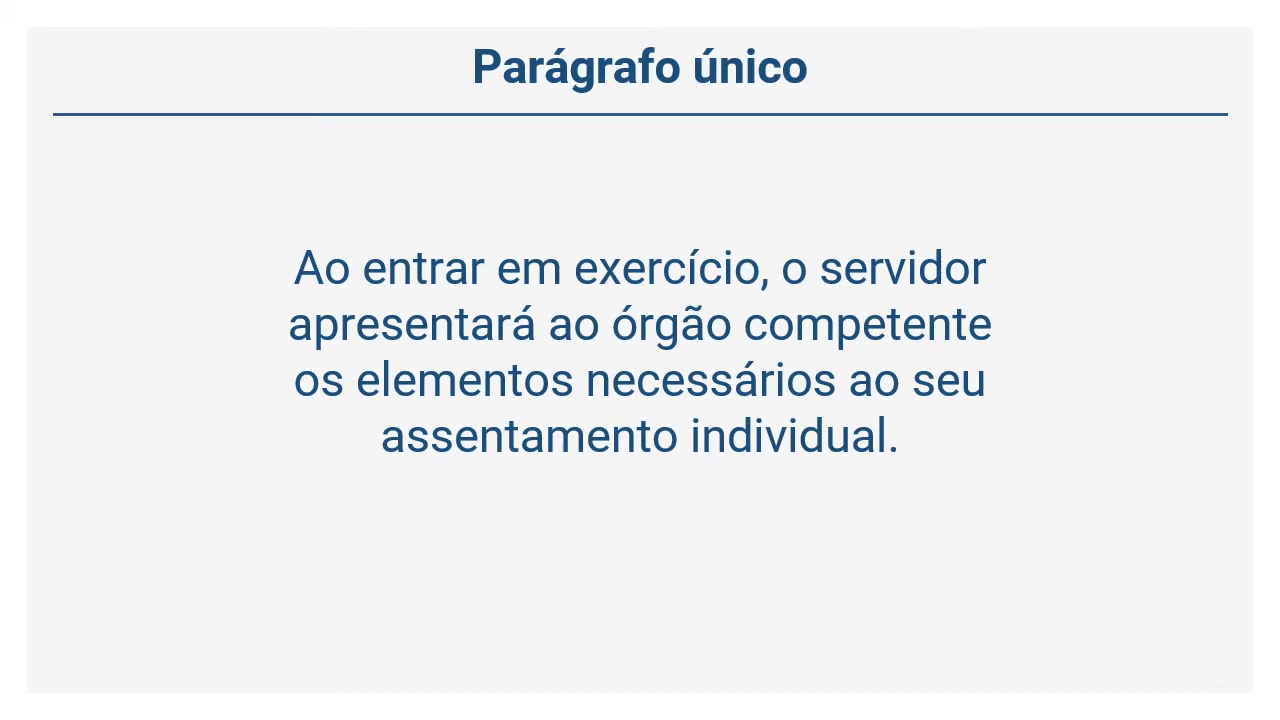 Parágrafo único
Ao entrar em exercício, o servidor
apresentará ao órgão competente
os elementos necessários ao seu
assentamento individual.